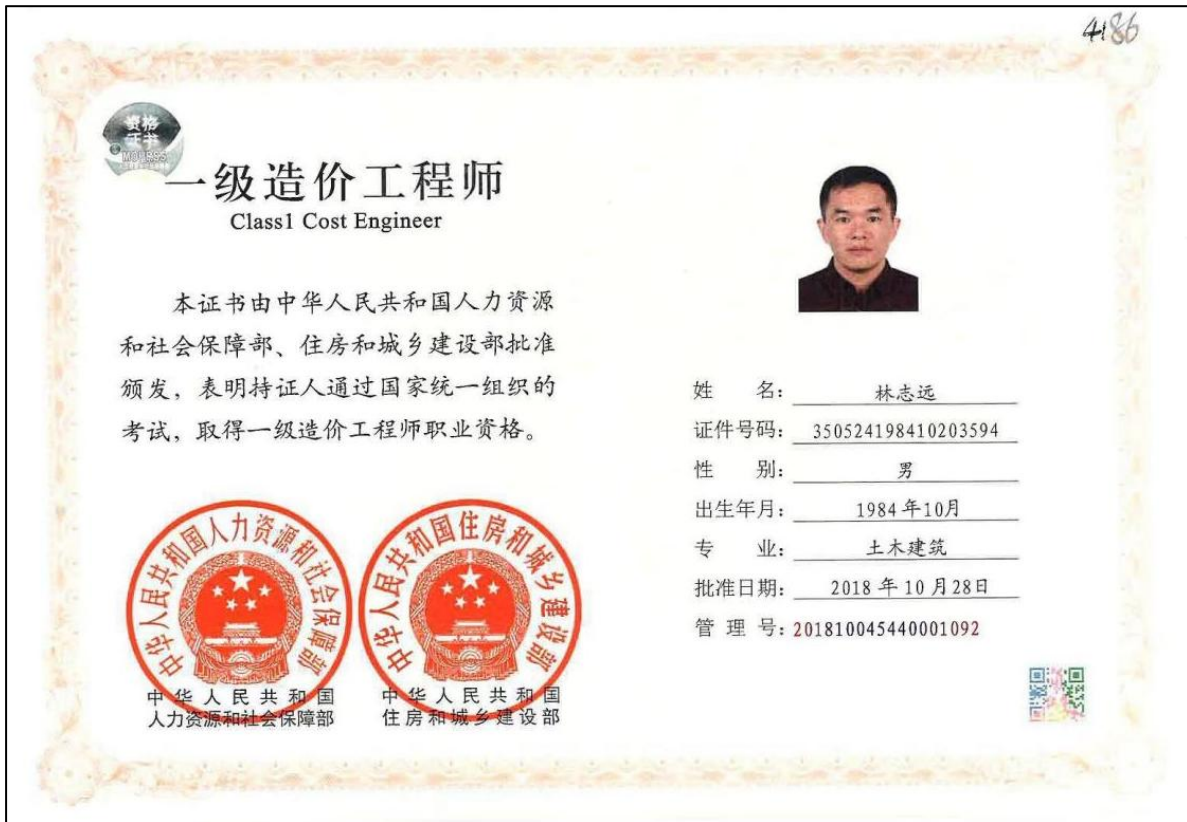 4186
资格
证书
MOHRSS
一级造价工程师
Class1 Cost Engineer
本证书由中华人民共和国人力资源
和社会保障部、住房和城乡建设部批准
颁发，表明持证人通过国家统一组织的
考试，取得一级造价工程师职业资格。
中华人民共和国人力资源和社会保障部
中华人民共和国住房和城乡建设部
中华人民共和国
人力资源和社会保障部
中华人民共和国
住房和城乡建设部
姓 名：林志远
证件号码：350524198410203594
性 别：男
出生年月：1984年10月
专 业：土木建筑
批准日期：2018年10月28日
管 理 号：201810045440001092